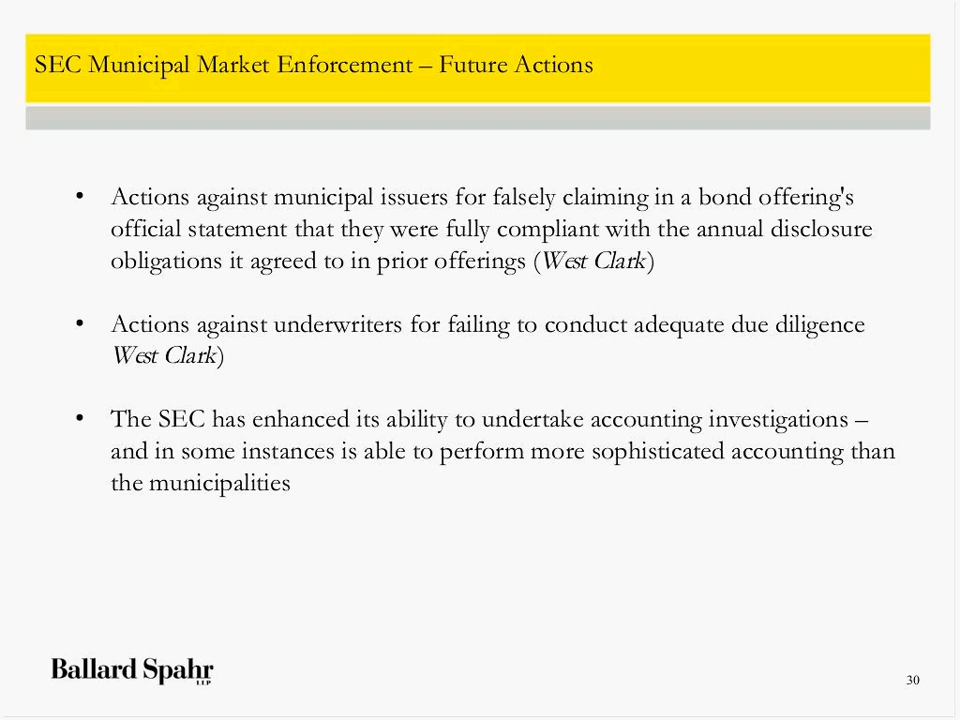 SEC Municipal Market Enforcement – Future Actions
• Actions against municipal issuers for falsely claiming in a bond offering's
official statement that they were fully compliant with the annual disclosure
obligations it agreed to in prior offerings (West Clark)
• Actions against underwriters for failing to conduct adequate due diligence
West Clark)
• The SEC has enhanced its ability to undertake accounting investigations –
and in some instances is able to perform more sophisticated accounting than
the municipalities
Ballard Spahr
LLP
30